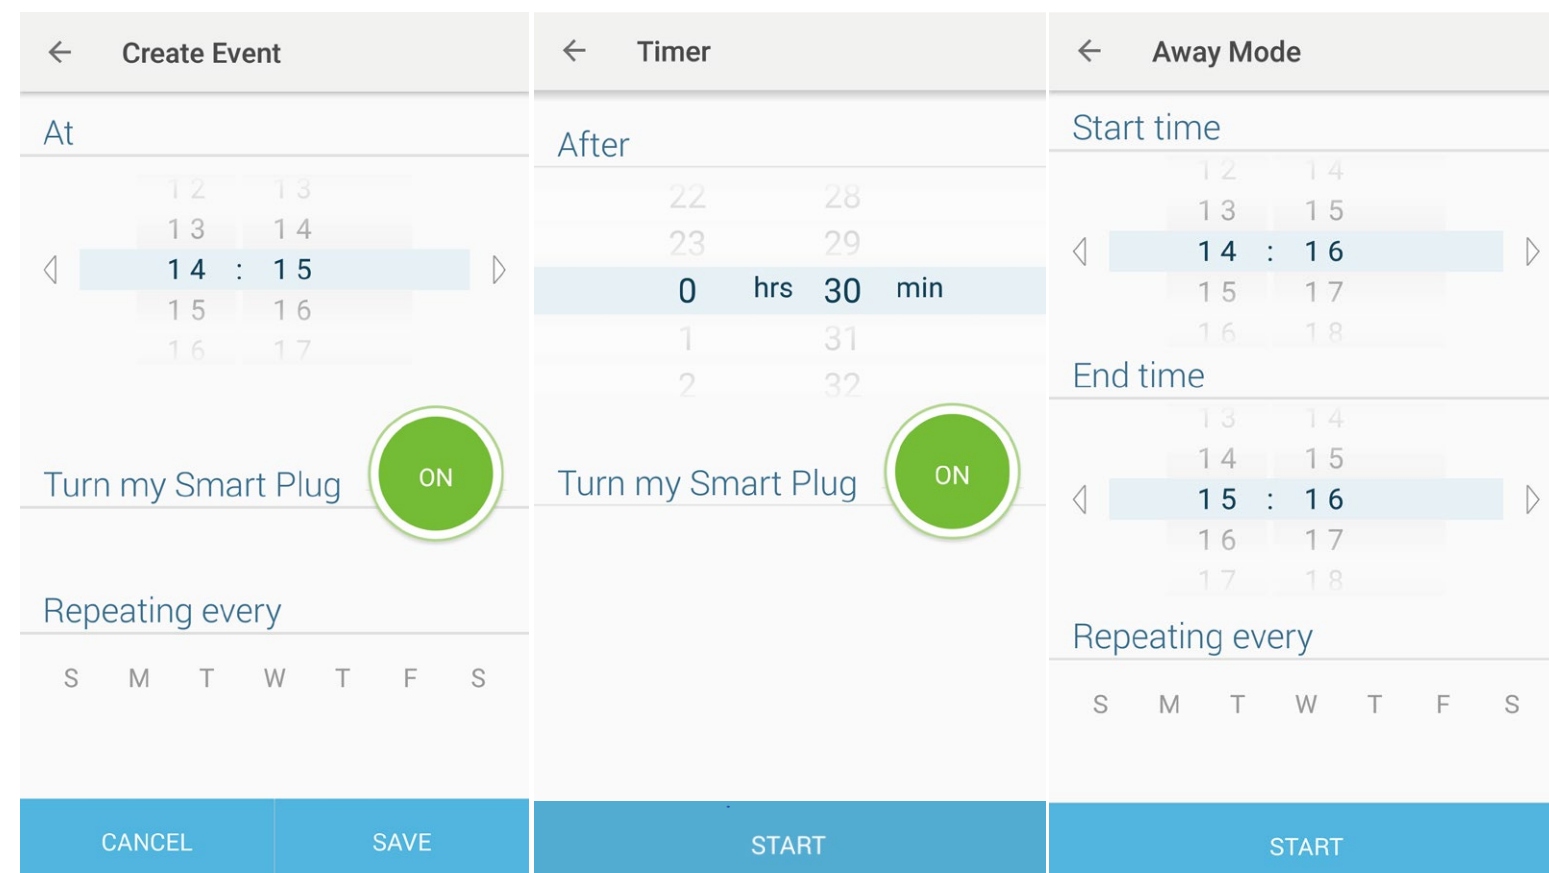 Create Event
At
12 13
13 14
14 : 15
15 16
16 17
Turn my Smart Plug ON
Repeating every
S M T W T F S
CANCEL SAVE
Timer
After
22 28
23 29
0 hrs 30 min
1 31
2 32
Turn my Smart Plug ON
START
Away Mode
Start time
12 14
13 15
14 : 16
15 17
16 18
End time
13 14
14 15
15 : 16
16 17
17 18
Repeating every
S M T W T F S
START